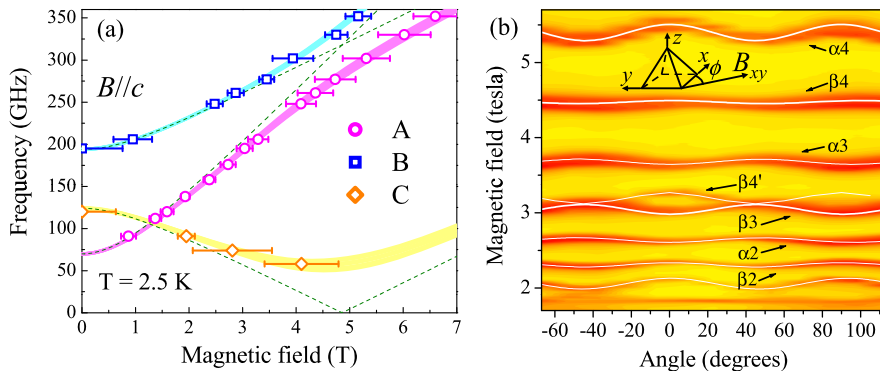 (a)
B//c
A
B
C
T = 2.5 K
Frequency (GHz)
350
300
250
200
150
100
50
0
0 1 2 3 4 5 6 7
Magnetic field (T)
(b)
z
x
B
y
ϕ
xy
α4
β4
α3
β4'
β3
α2
β2
Magnetic field (tesla)
5
4
3
2
-60 -40 -20 0 20 40 60 80 100
Angle (degrees)